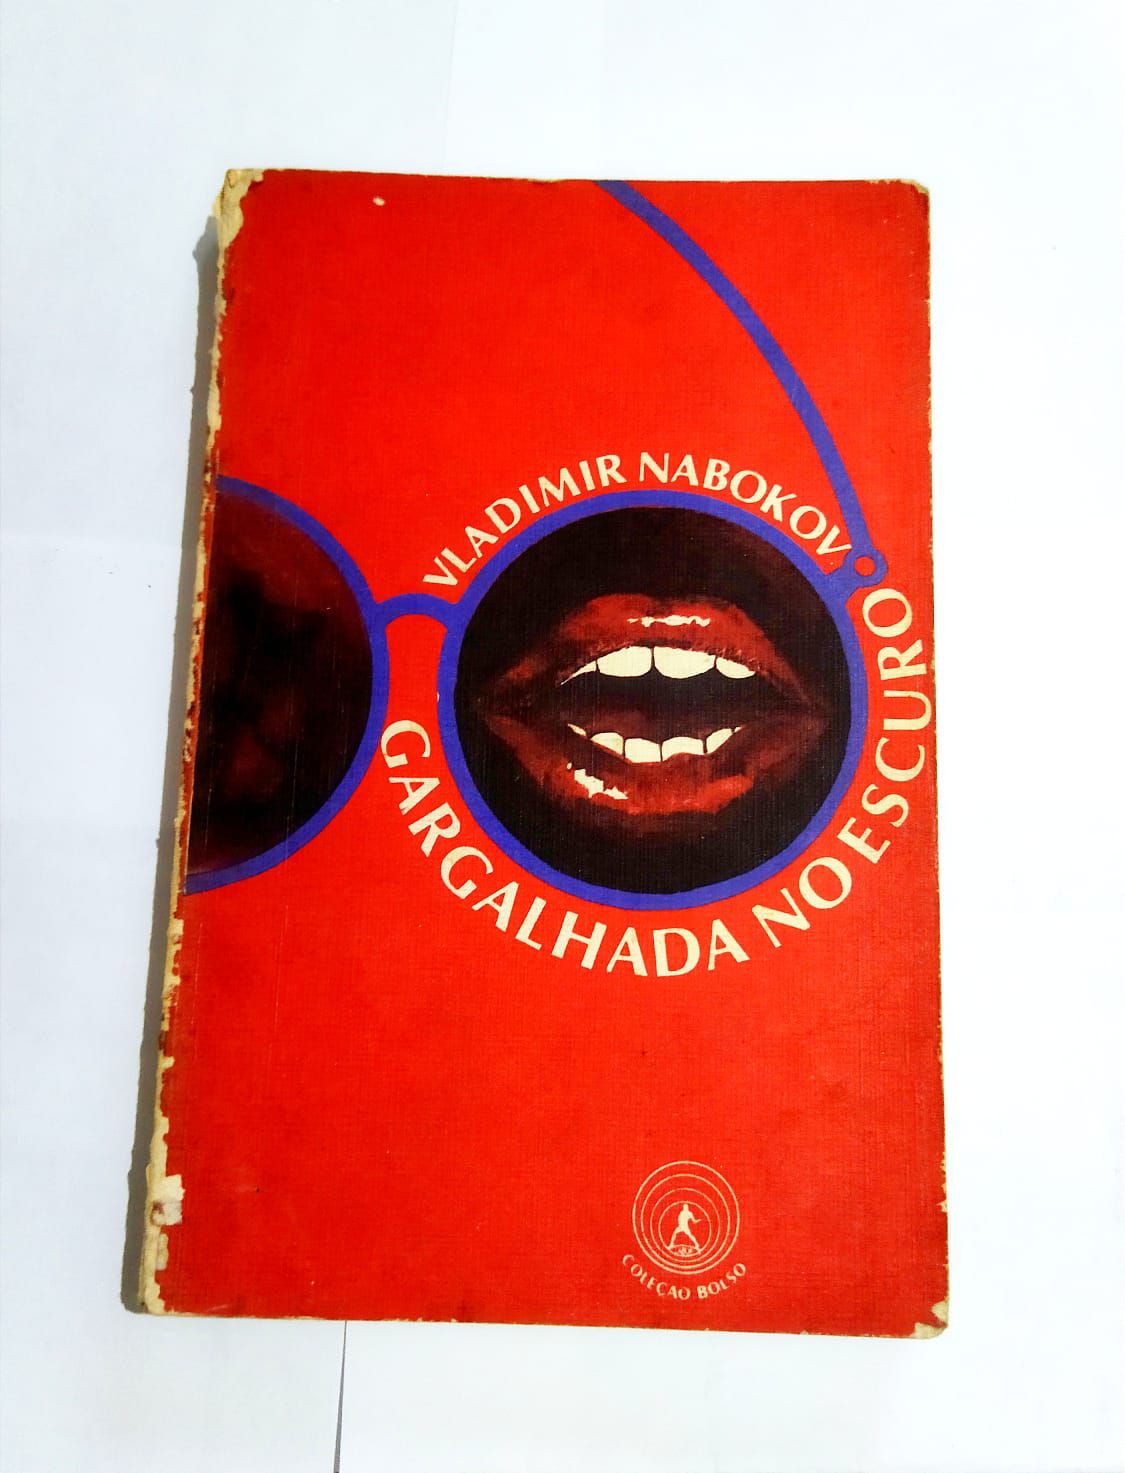 VLADIMIR NABOKOV
GARGALHADA NO ESCURO
COLEÇÃO BOLSO